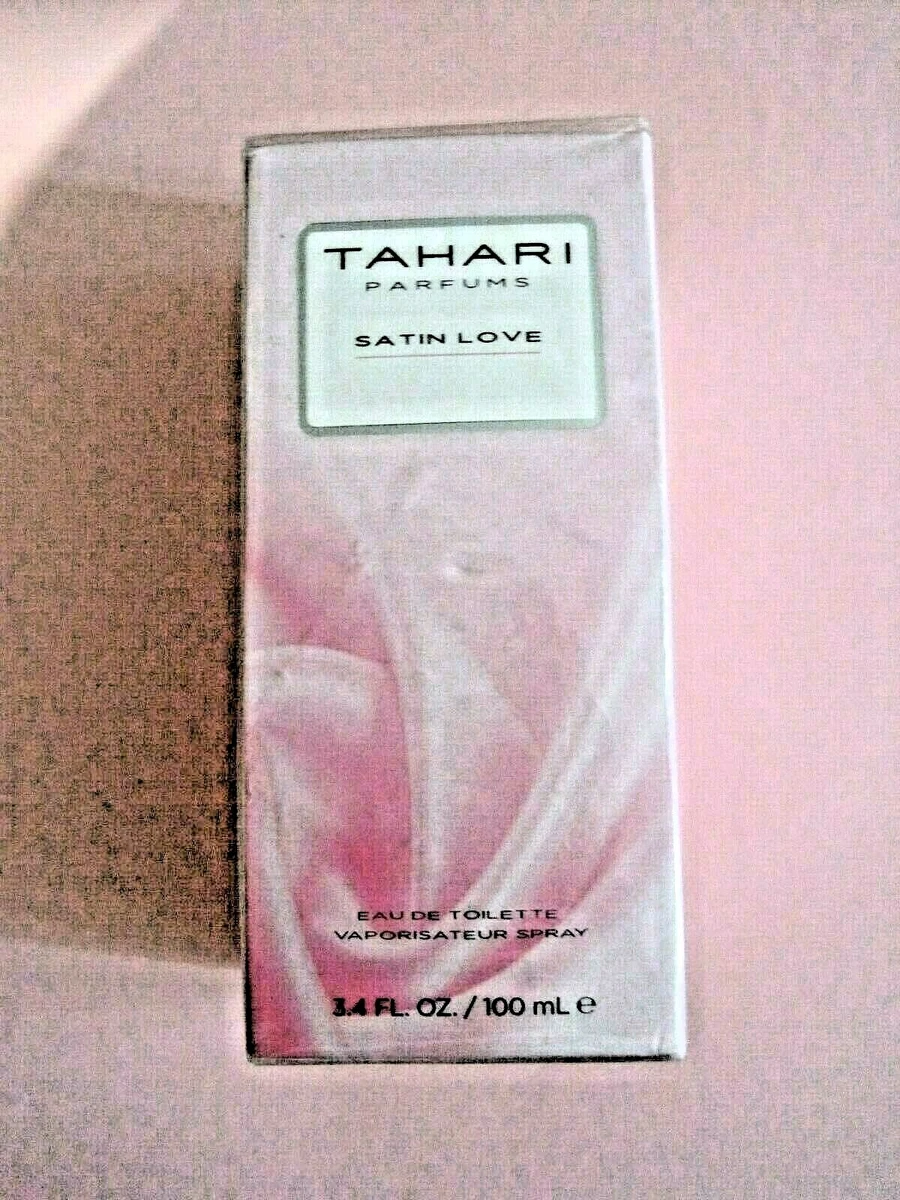 TAHARI
PARFUMS
SATIN LOVE
EAU DE TOILETTE
VAPORISATEUR SPRAY
3.4 FL. OZ. / 100 mL ℮